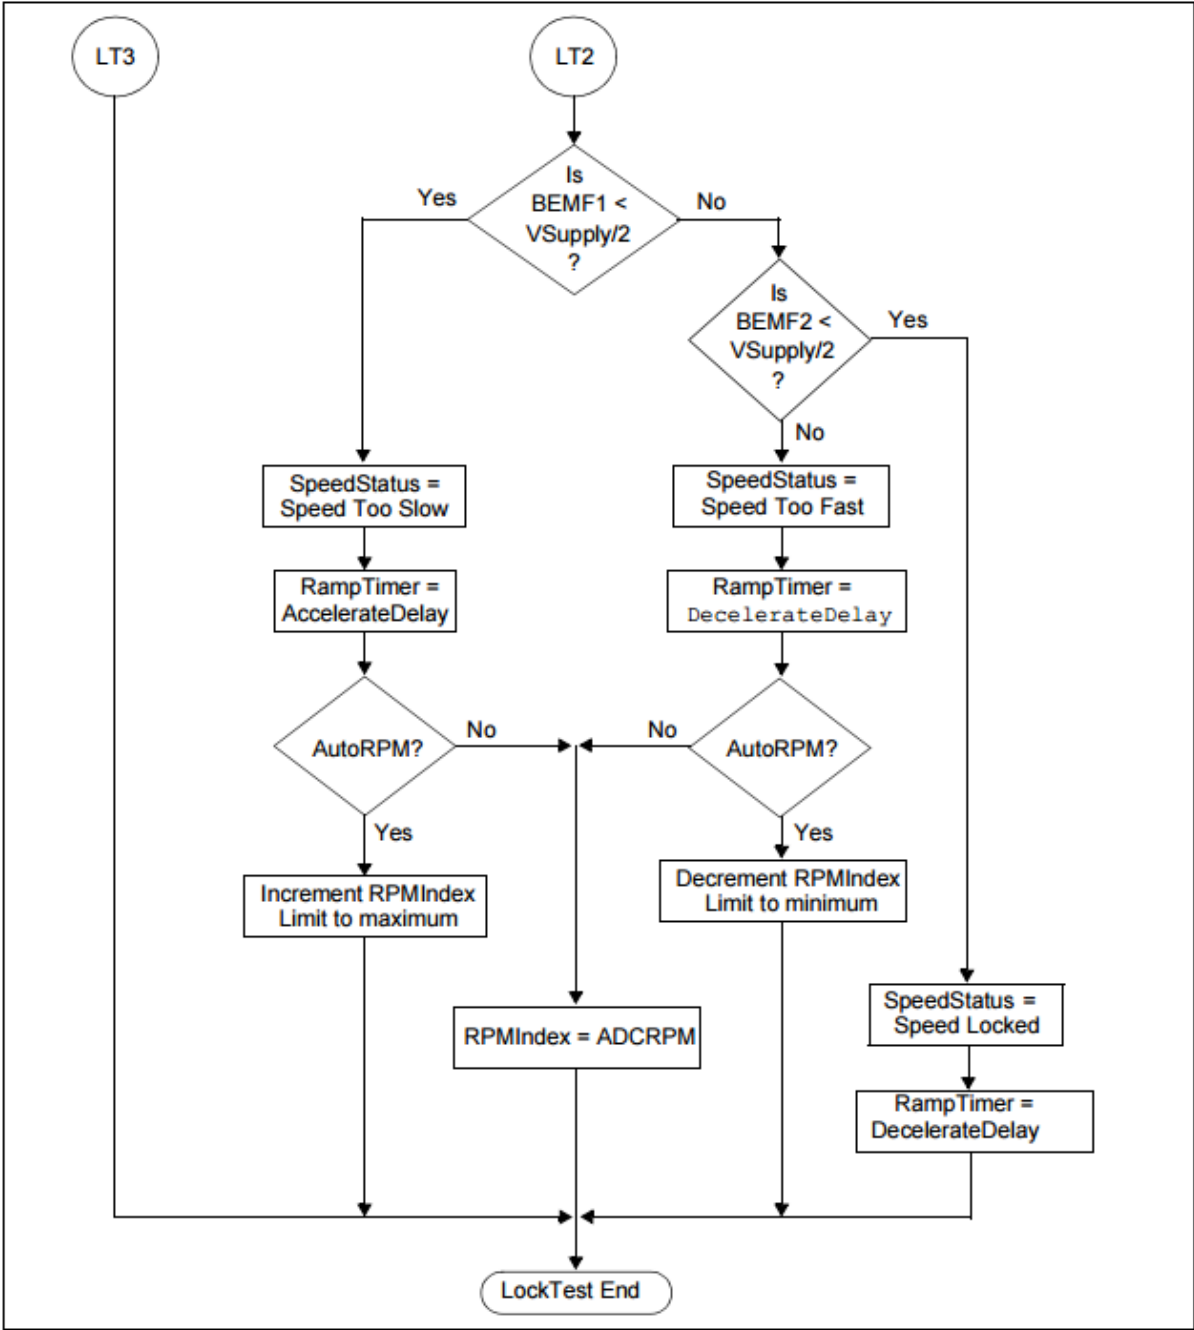 LT3
LT2
Is
BEMF1 <
VSupply/2
?
Yes
No
Is
BEMF2 <
VSupply/2
?
Yes
No
SpeedStatus =
Speed Too Slow
SpeedStatus =
Speed Too Fast
RampTimer =
AccelerateDelay
RampTimer =
DecelerateDelay
AutoRPM?
No
No
AutoRPM?
Yes
Yes
Increment RPMIndex
Limit to maximum
Decrement RPMIndex
Limit to minimum
RPMIndex = ADCRPM
SpeedStatus =
Speed Locked
RampTimer =
DecelerateDelay
LockTest End